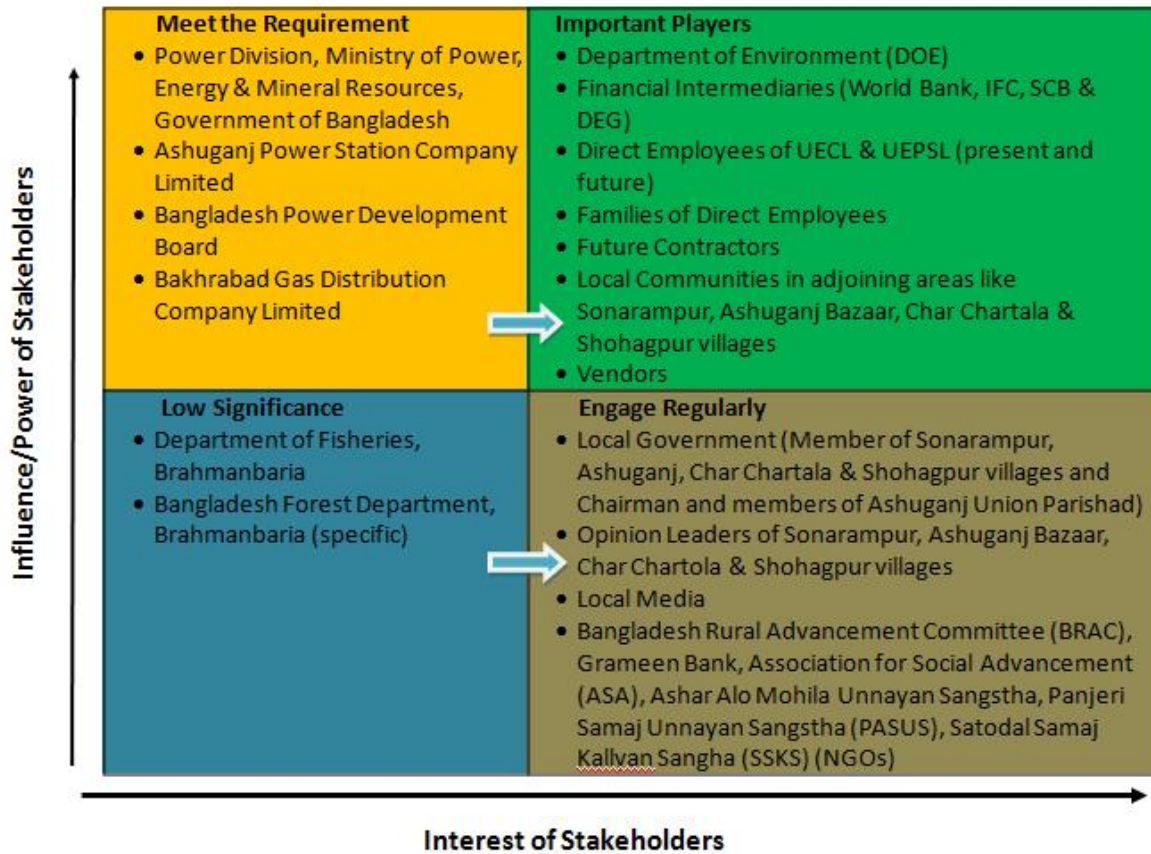 Influence/Power of Stakeholders
Meet the Requirement
• Power Division, Ministry of Power,
Energy & Mineral Resources,
Government of Bangladesh
• Ashuganj Power Station Company
Limited
• Bangladesh Power Development
Board
• Bakhrabad Gas Distribution
Company Limited
Important Players
• Department of Environment (DOE)
• Financial Intermediaries (World Bank, IFC, SCB &
DEG)
• Direct Employees of UECL & UEPSL (present and
future)
• Families of Direct Employees
• Future Contractors
• Local Communities in adjoining areas like
Sonarampur, Ashuganj Bazaar, Char Chartala &
Shohagpur villages
• Vendors
Low Significance
• Department of Fisheries,
Brahmanbaria
• Bangladesh Forest Department,
Brahmanbaria (specific)
Engage Regularly
• Local Government (Member of Sonarampur,
Ashuganj, Char Chartala & Shohagpur villages and
Chairman and members of Ashuganj Union Parishad)
• Opinion Leaders of Sonarampur, Ashuganj Bazaar,
Char Chartola & Shohagpur villages
• Local Media
• Bangladesh Rural Advancement Committee (BRAC),
Grameen Bank, Association for Social Advancement
(ASA), Ashar Alo Mohila Unnayan Sangstha, Panjeri
Samaj Unnayan Sangstha (PASUS), Satodal Samaj
Kallvan Sangha (SSKS) (NGOs)
Interest of Stakeholders